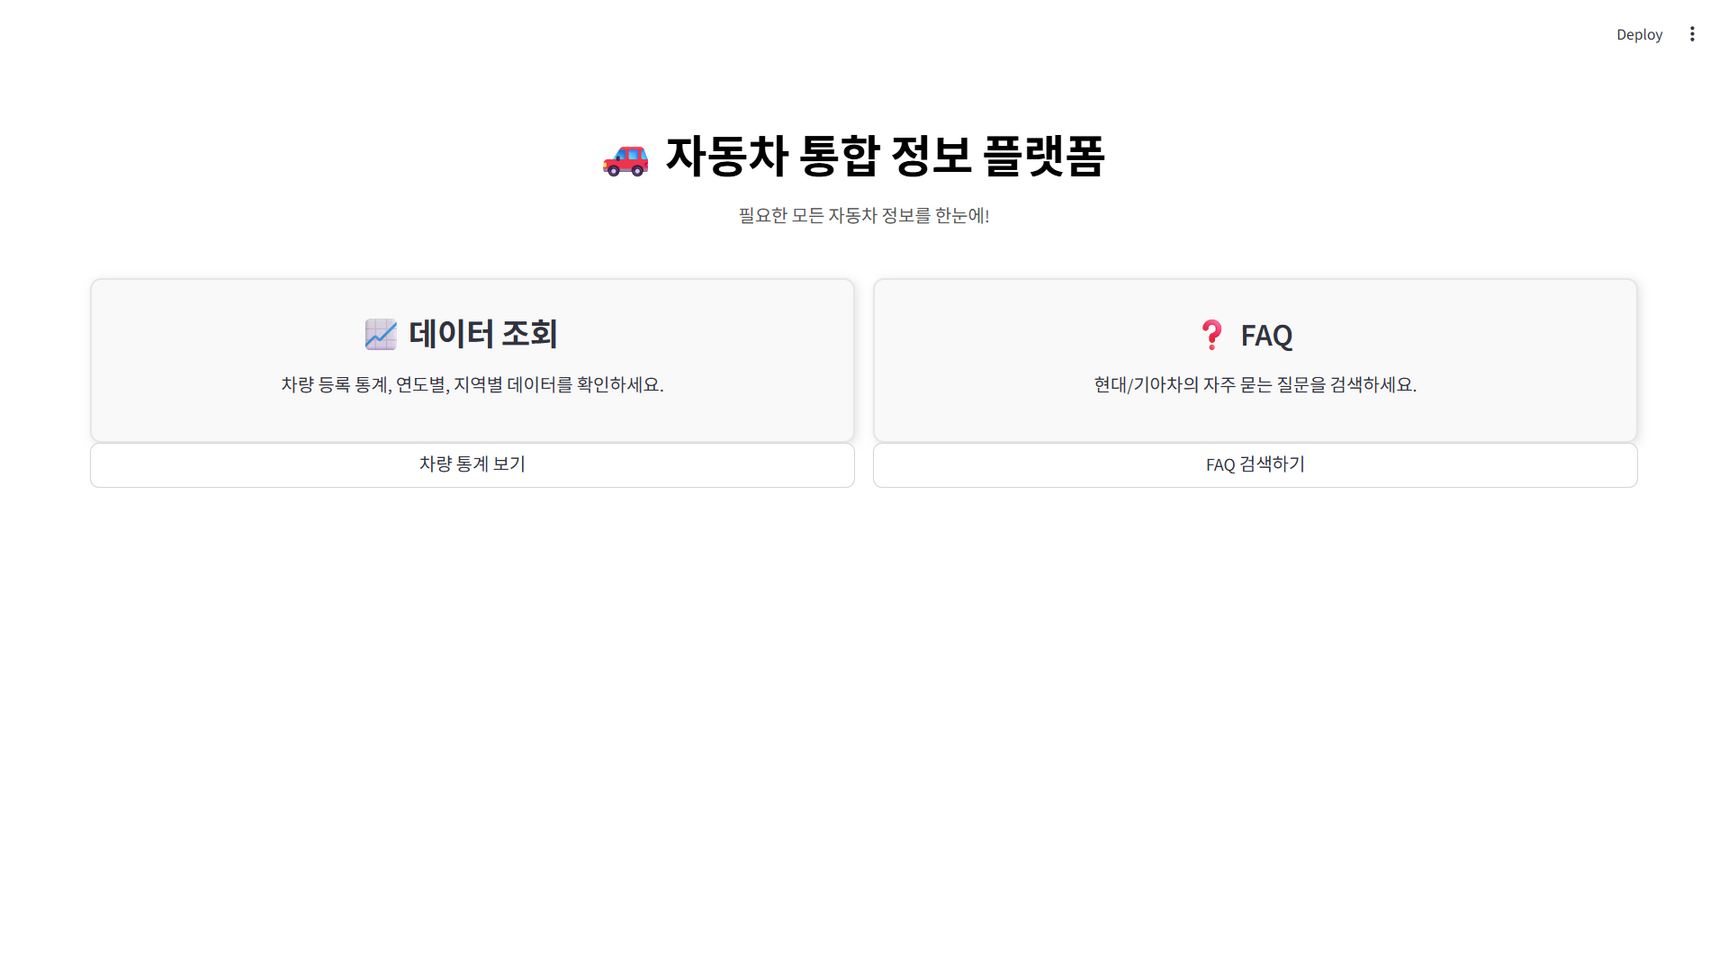 Deploy
자동차 통합 정보 플랫폼
필요한 모든 자동차 정보를 한눈에!
데이터 조회
차량 등록 통계, 연도별, 지역별 데이터를 확인하세요.
차량 통계 보기
FAQ
현대/기아차의 자주 묻는 질문을 검색하세요.
FAQ 검색하기